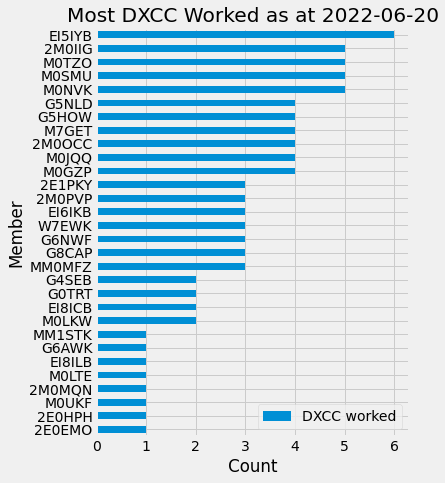 Most DXCC Worked as at 2022-06-20
Member
EI5IYB
2M0IIG
M0TZO
M0SMU
M0NVK
G5NLD
G5HOW
M7GET
2M0OCC
M0JQQ
M0GZP
2E1PKY
2M0PVP
EI6IKB
W7EWK
G6NWF
G8CAP
MM0MFZ
G4SEB
G0TRT
EI8ICB
M0LKW
MM1STK
G6AWK
EI8ILB
M0LTE
2M0MQN
M0UKF
2E0HPH
2E0EMO
DXCC worked
0 1 2 3 4 5 6
Count